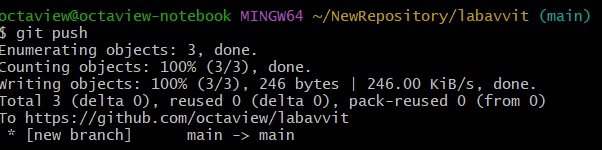 octaview@octaview-notebook MINGW64 ~/NewRepository/labavvit (main)
$ git push
Enumerating objects: 3, done.
Counting objects: 100% (3/3), done.
Writing objects: 100% (3/3), 246 bytes | 246.00 KiB/s, done.
Total 3 (delta 0), reused 0 (delta 0), pack-reused 0 (from 0)
To https://github.com/octaview/labavvit
 * [new branch]      main -> main